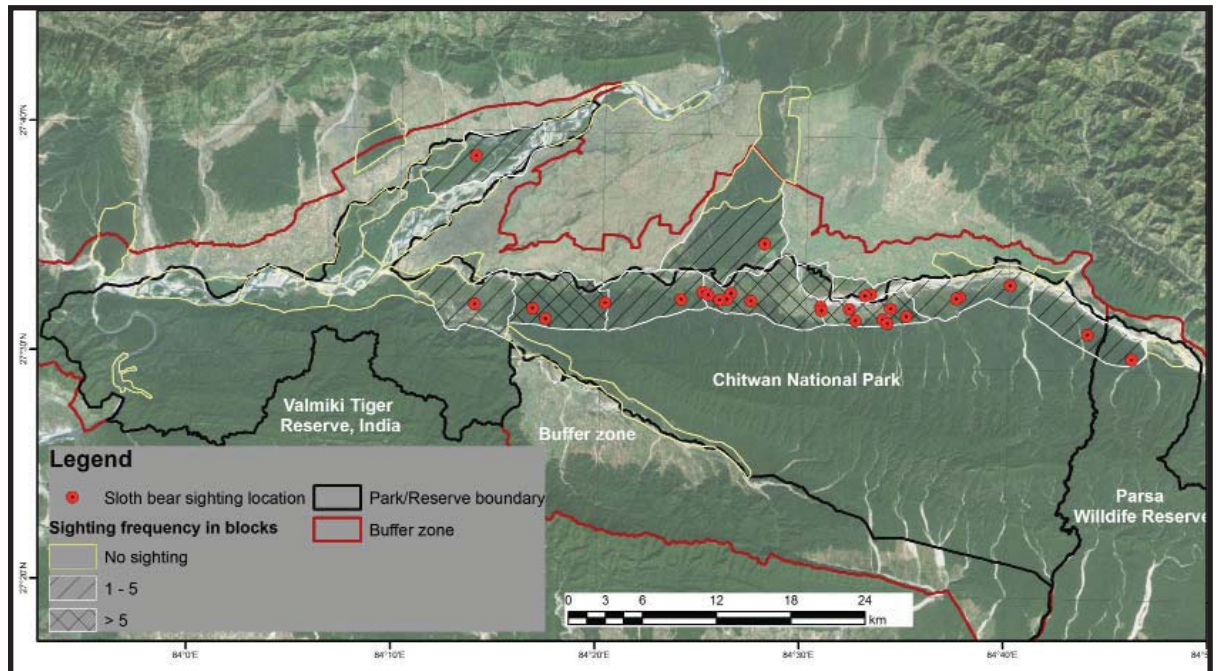 27°40'N
27°30'N
27°20'N
Chitwan National Park
Valmiki Tiger
Reserve, India
Buffer zone
Parsa
Willdife Reserve
Legend
Sloth bear sighting location
Park/Reserve boundary
Sighting frequency in blocks
Buffer zone
No sighting
1 - 5
> 5
0 3 6 12 18 24
km
84°0'E 84°10'E 84°20'E 84°30'E 84°40'E